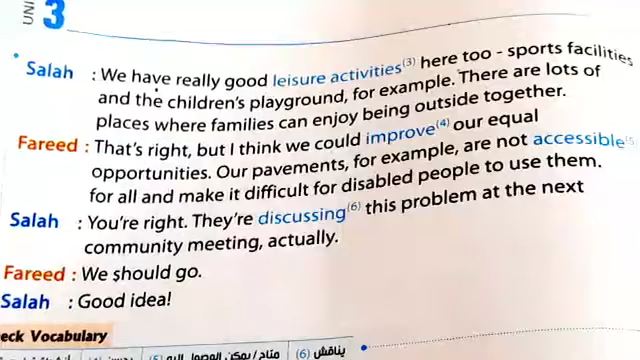 UNI 3
Salah : We have really good leisure activities(3) here too - sports facilities
and the children's playground, for example. There are lots of
places where families can enjoy being outside together.
Fareed : That's right, but I think we could improve(4) our equal
opportunities. Our pavements, for example, are not accessible(5)
for all and make it difficult for disabled people to use them.
Salah : You're right. They're discussing(6) this problem at the next
community meeting, actually.
Fareed : We should go.
Salah : Good idea!
eck Vocabulary
(5) متاح / يمكن الوصول إليه (6) يناقش